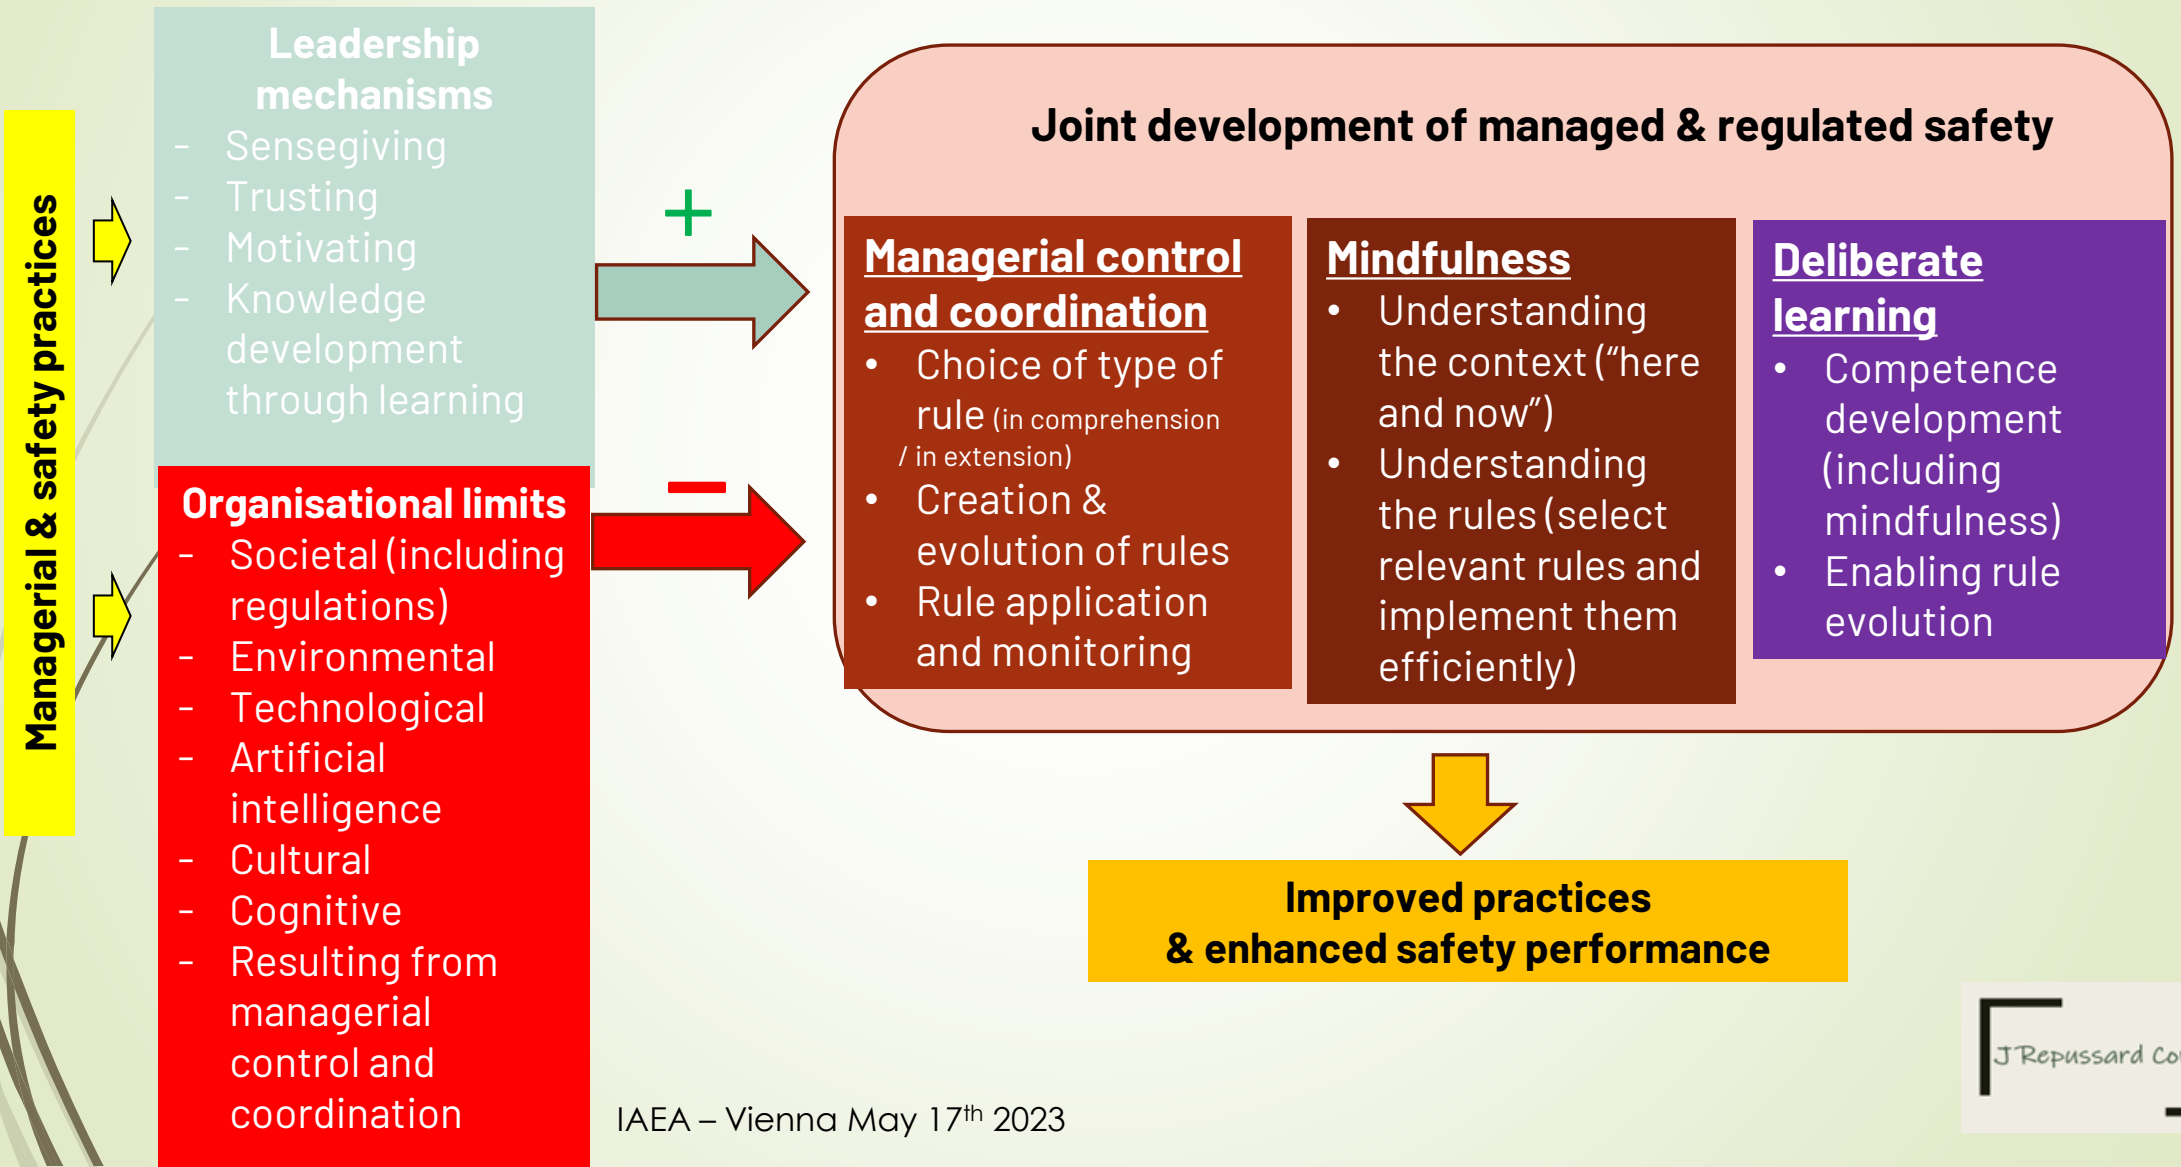 Managerial & safety practices
Leadership
mechanisms
- Sensegiving
- Trusting
- Motivating
- Knowledge
development
through learning
Organisational limits
- Societal (including
regulations)
- Environmental
- Technological
- Artificial
intelligence
- Cultural
- Cognitive
- Resulting from
managerial
control and
coordination
+
–
Joint development of managed & regulated safety
Managerial control
and coordination
• Choice of type of
rule (in comprehension
/ in extension)
• Creation &
evolution of rules
• Rule application
and monitoring
Mindfulness
• Understanding
the context (“here
and now”)
• Understanding
the rules (select
relevant rules and
implement them
efficiently)
Deliberate
learning
• Competence
development
(including
mindfulness)
• Enabling rule
evolution
Improved practices
& enhanced safety performance
IAEA – Vienna May 17th 2023
J Repussard